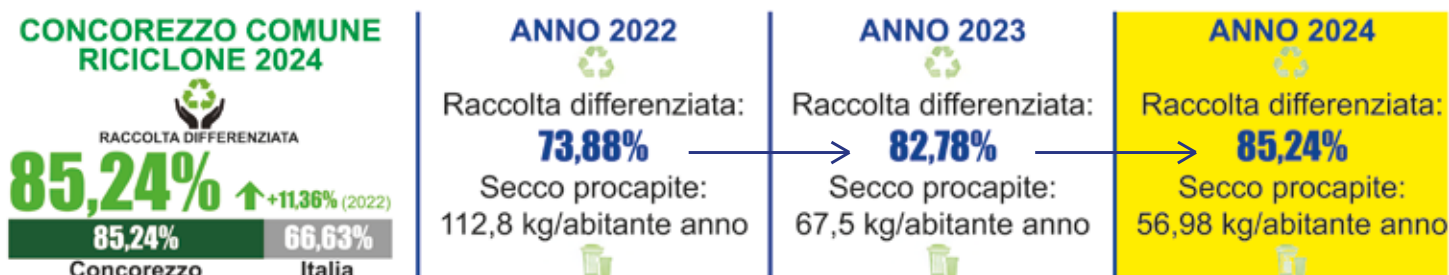 CONCOREZZO COMUNE
RICICLONE 2024
RACCOLTA DIFFERENZIATA
85,24% +11,36% (2022)
85,24% 66,63%
Concorezzo Italia
ANNO 2022
Raccolta differenziata:
73,88%
Secco procapite:
112,8 kg/abitante anno
ANNO 2023
Raccolta differenziata:
82,78%
Secco procapite:
67,5 kg/abitante anno
ANNO 2024
Raccolta differenziata:
85,24%
Secco procapite:
56,98 kg/abitante anno